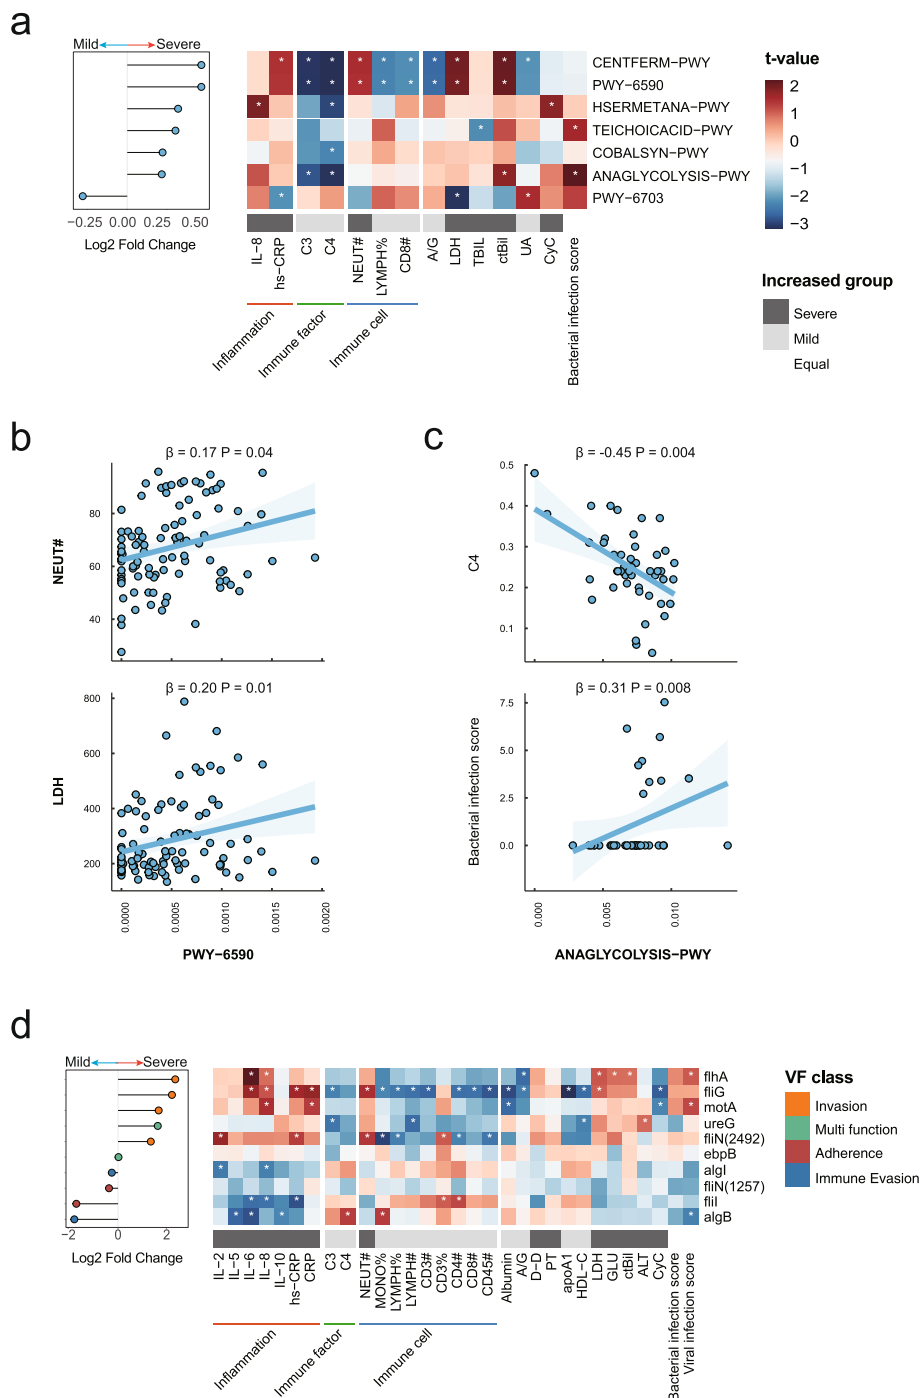 a
Mild Severe
−0.25 0.00 0.25 0.50
Log2 Fold Change
* * * * * * * * * * CENTFERM−PWY
* * * * * * * * PWY−6590
* * * HSERMETANA−PWY
* * TEICHOICACID−PWY
* COBALSYN−PWY
* * * * ANAGLYCOLYSIS−PWY
* * * PWY−6703
IL−8
hs−CRP
C3
C4
NEUT#
LYMPH%
CD8#
A/G
LDH
TBIL
ctBil
UA
CyC
Bacterial infection score
Inflammation
Immune factor
Immune cell
t-value
2
1
0
−1
−2
−3
Increased group
Severe
Mild
Equal
b
β = 0.17 P = 0.04
NEUT#
80
60
40
β = 0.20 P = 0.01
LDH
800
600
400
200
0.0000
0.0005
0.0010
0.0015
0.0020
PWY−6590
c
β = -0.45 P = 0.004
C4
0.5
0.4
0.3
0.2
0.1
β = 0.31 P = 0.008
Bacterial infection score
7.5
5.0
2.5
0.0
0.000
0.005
0.010
ANAGLYCOLYSIS−PWY
d
Mild Severe
−2 0 2
Log2 Fold Change
flhA
fliG
motA
ureG
fliN(2492)
ebpB
algI
fliN(1257)
fliI
algB
IL−2
IL−5
IL−6
IL−8
IL−10
hs−CRP
CRP
C3
C4
NEUT#
MONO%
LYMPH%
LYMPH#
CD3#
CD3%
CD4#
CD8#
CD45#
Albumin
A/G
D−D
PT
apoA1
HDL−C
LDH
GLU
ctBil
ALT
CyC
Bacterial infection score
Viral infection score
Inflammation
Immune factor
Immune cell
VF class
Invasion
Multi function
Adherence
Immune Evasion